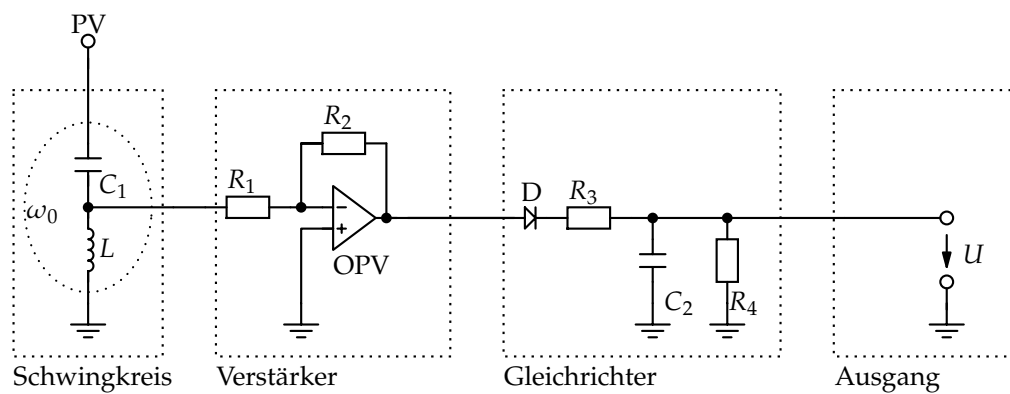 PV
R₂
R₁
C₁
ω₀
L
−
+
OPV
D
R₃
C₂
R₄
U
Schwingkreis
Verstärker
Gleichrichter
Ausgang